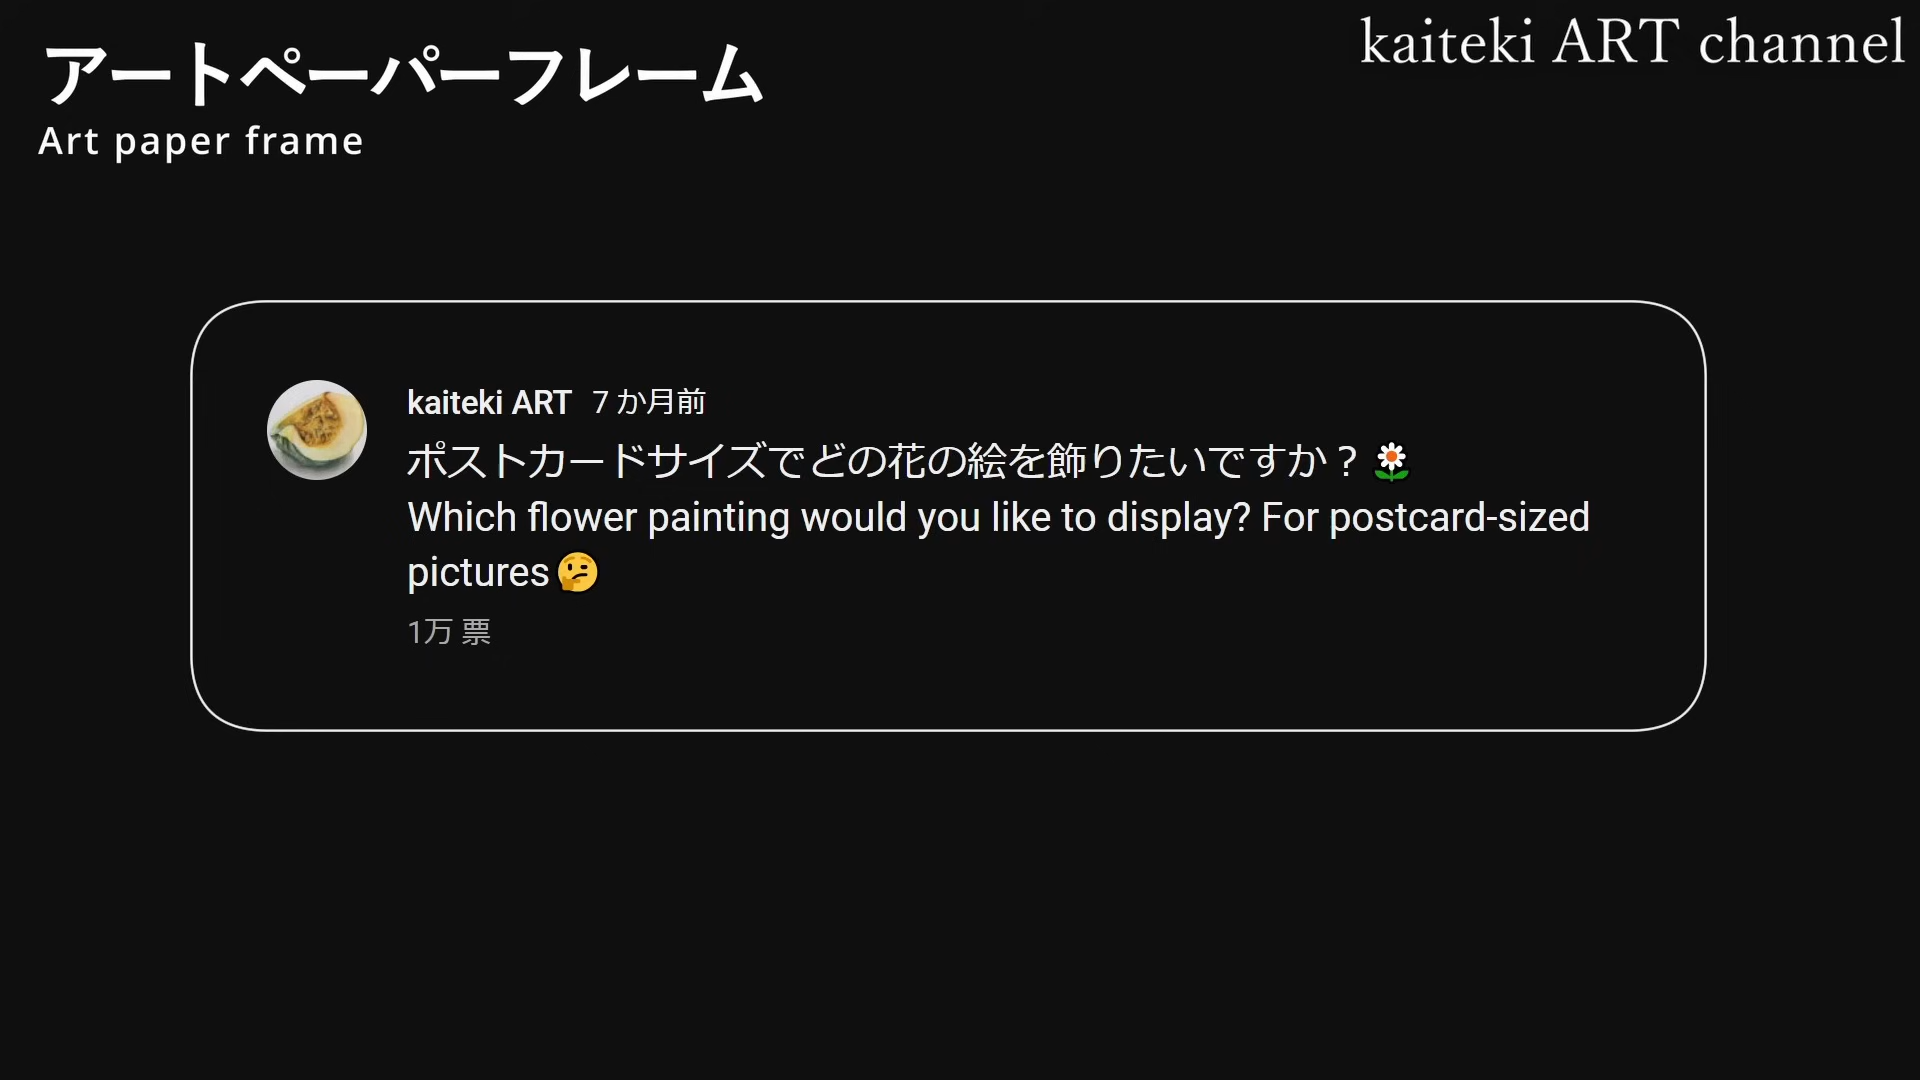 アートペーパーフレーム
Art paper frame
kaiteki ART channel
kaiteki ART 7 か月前
ポストカードサイズでどの花の絵を飾りたいですか？🌼
Which flower painting would you like to display? For postcard-sized
pictures🤔
1万 票